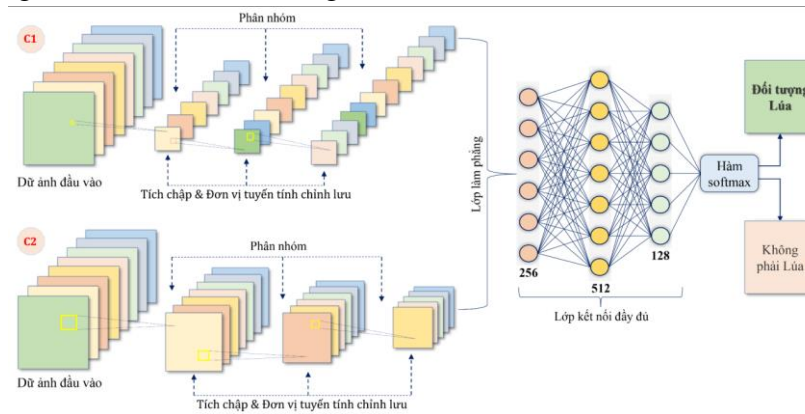 C1
Phân nhóm
Dữ ảnh đầu vào
Tích chập & Đơn vị tuyến tính chỉnh lưu
C2
Phân nhóm
Dữ ảnh đầu vào
Tích chập & Đơn vị tuyến tính chỉnh lưu
Lớp làm phẳng
256
512
128
Lớp kết nối đầy đủ
Hàm
softmax
Đối tượng
Lúa
Không
phải Lúa